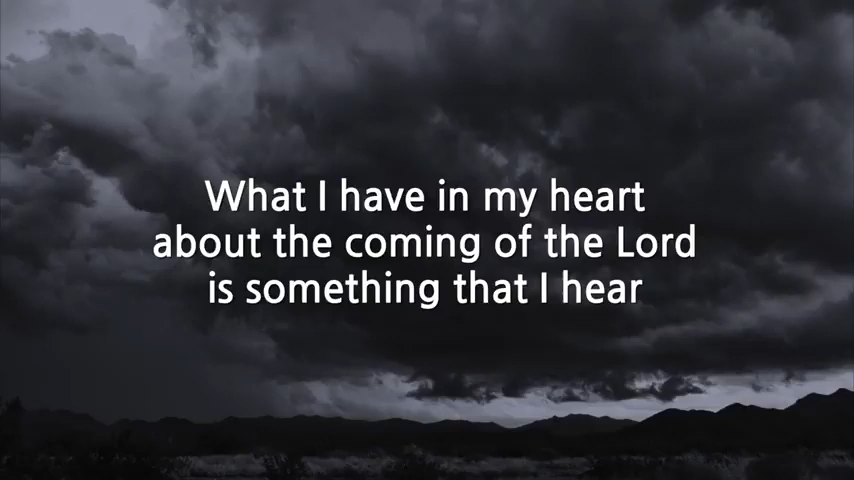 What I have in my heart
about the coming of the Lord
is something that I hear